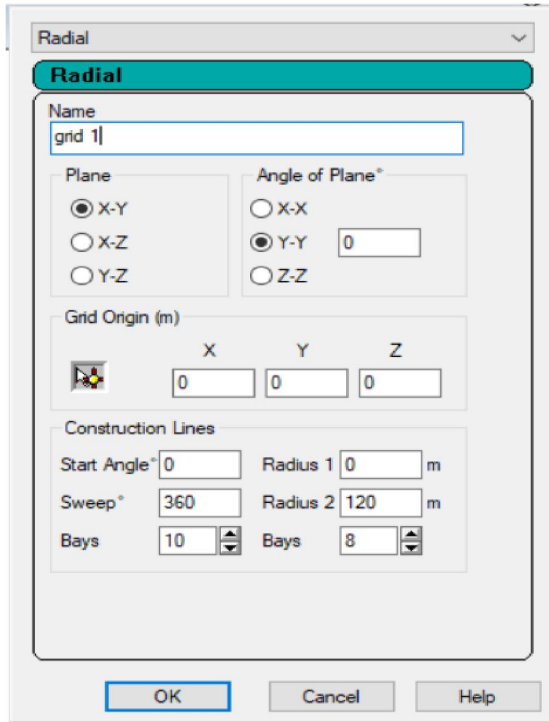 Radial
Radial
Name
grid 1
Plane
Angle of Plane°
X-Y
X-X
X-Z
Y-Y 0
Y-Z
Z-Z
Grid Origin (m)
X Y Z
0 0 0
Construction Lines
Start Angle° 0 Radius 1 0 m
Sweep° 360 Radius 2 120 m
Bays 10 Bays 8
OK Cancel Help